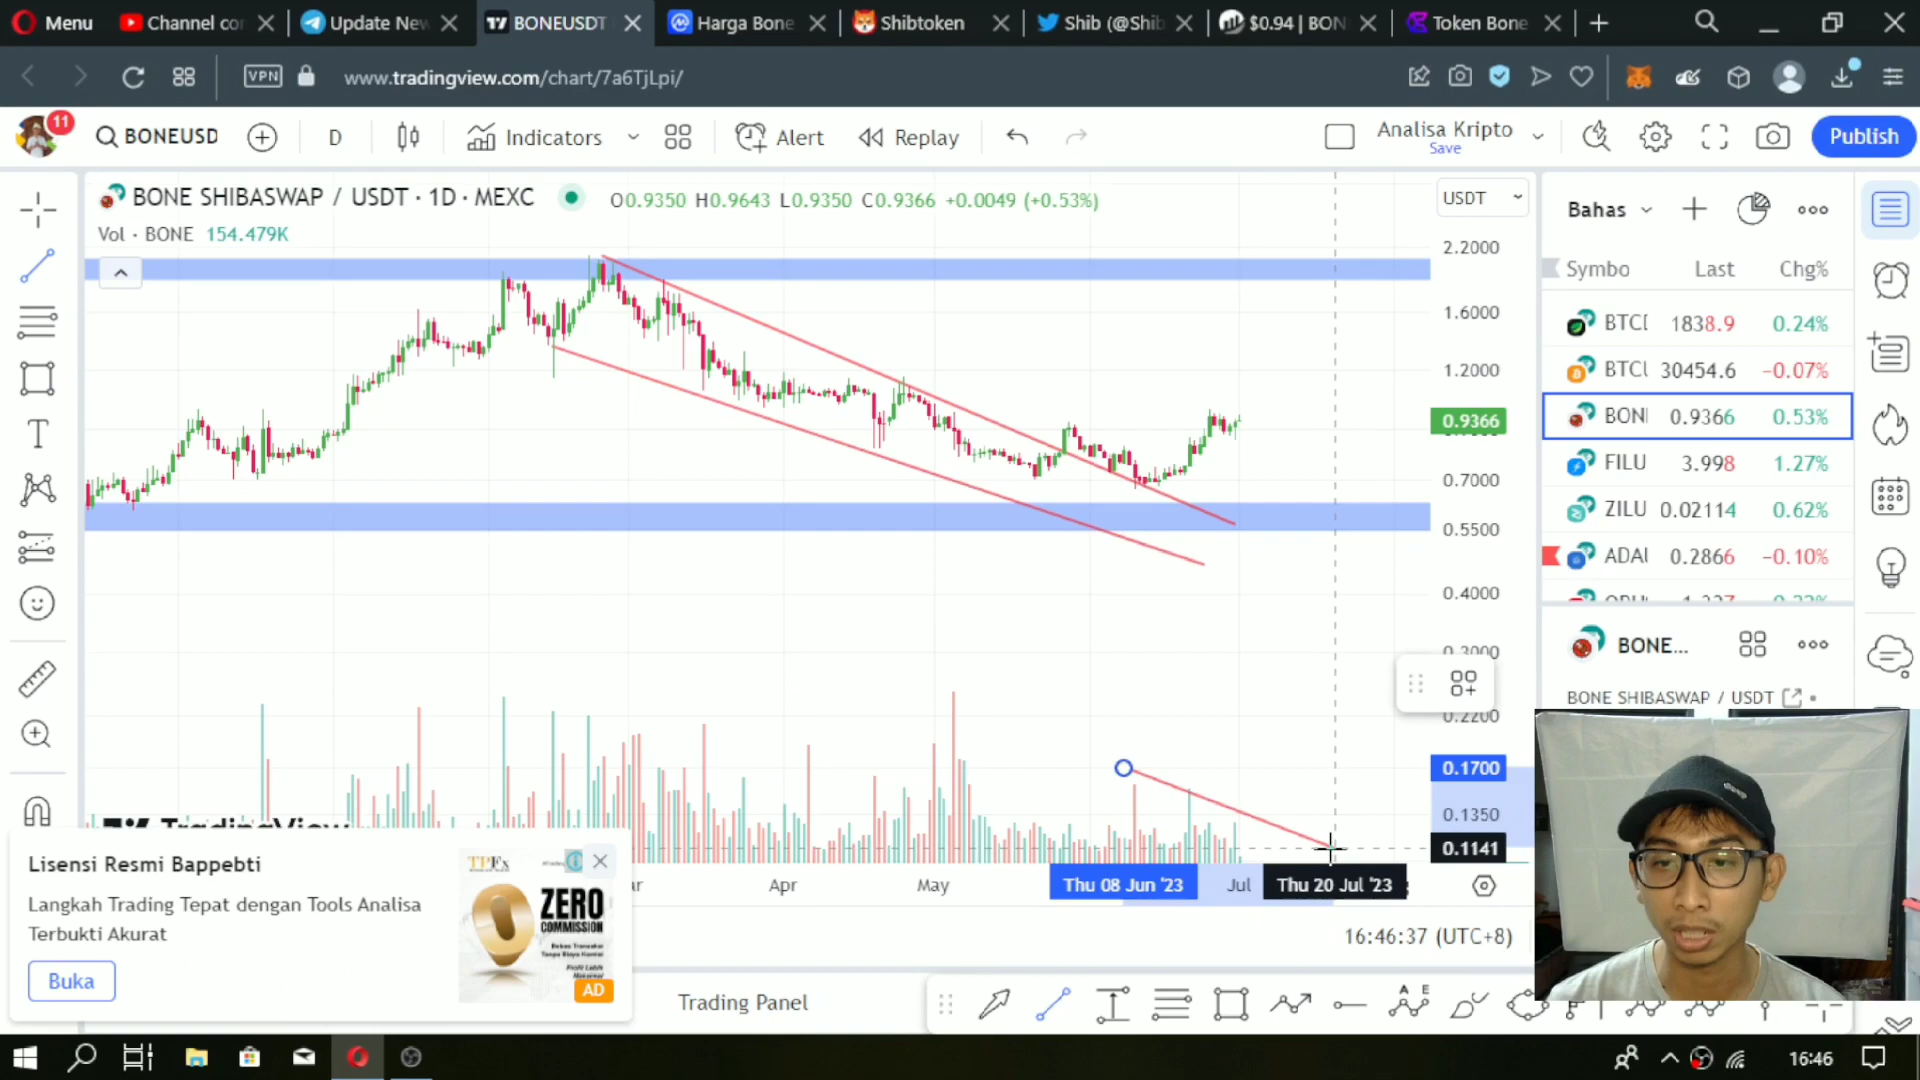 Menu
Channel cor
Update New
BONEUSDT
Harga Bone
Shibtoken
Shib (@Shib
$0.94 | BON
Token Bone
VPN
www.tradingview.com/chart/7a6TjLpi/
11
BONEUSD
D
Indicators
Alert
Replay
Analisa Kripto
Save
Publish
BONE SHIBASWAP / USDT · 1D · MEXC
O0.9350 H0.9643 L0.9350 C0.9366 +0.0049 (+0.53%)
USDT
Vol · BONE 154.479K
2.2000
1.6000
1.2000
0.9366
0.7000
0.5500
0.4000
0.3000
0.2200
0.1700
0.1350
0.1141
Bahas
Symbo Last Chg%
BTC 1838.9 0.24%
BTC 30454.6 −0.07%
BON 0.9366 0.53%
FILU 3.998 1.27%
ZILU 0.02114 0.62%
ADA 0.2866 −0.10%
BONE...
BONE SHIBASWAP / USDT
TradingView
Apr
May
Thu 08 Jun '23
Jul
Thu 20 Jul '23
16:46:37 (UTC+8)
Lisensi Resmi Bappebti
Langkah Trading Tepat dengan Tools Analisa
Terbukti Akurat
Buka
TPFx
ZERO
COMMISSION
AD
Trading Panel
A E
16:46